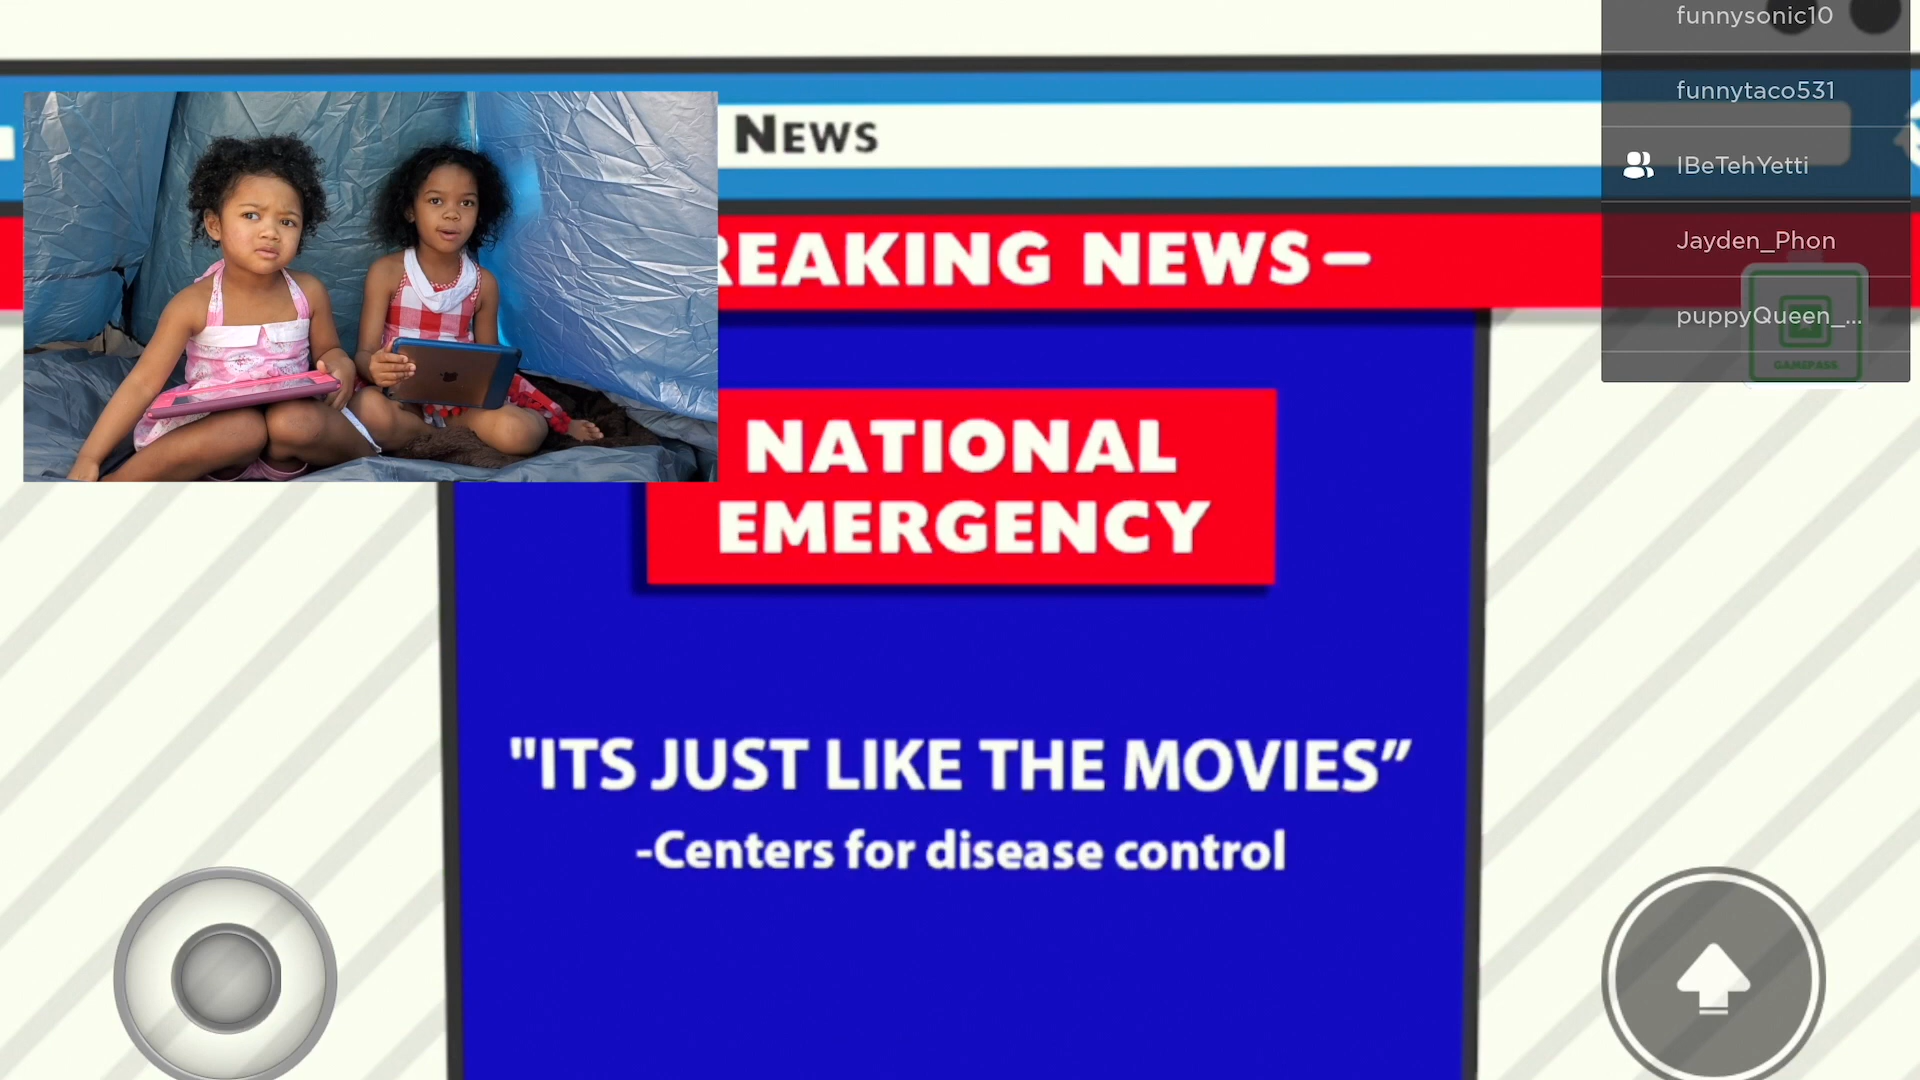 News
REAKING NEWS—
NATIONAL
EMERGENCY
"ITS JUST LIKE THE MOVIES”
-Centers for disease control
funnysonic10
funnytaco531
IBeTehYetti
Jayden_Phon
puppyQueen_...
GAMEPASS